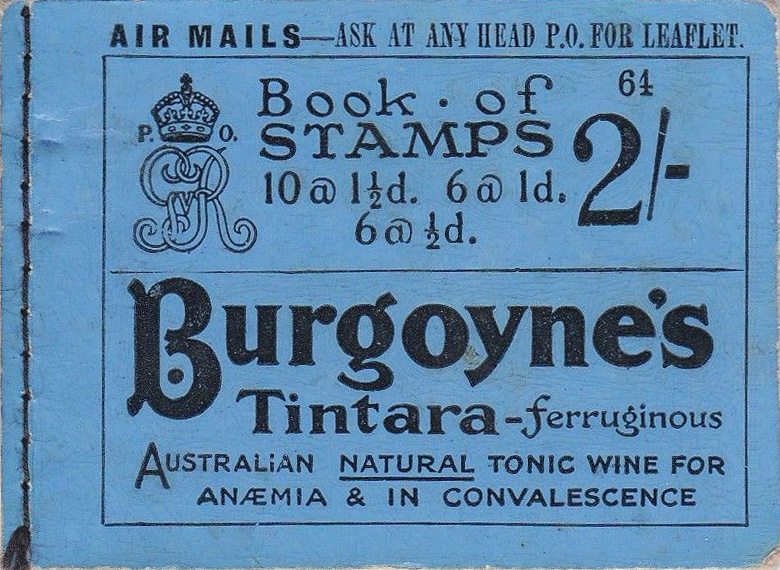 AIR MAILS—ASK AT ANY HEAD P.O. FOR LEAFLET.
P. O.
GvR
Book · of
STAMPS
10 @ 1½d. 6 @ 1d.
6 @ ½d.
64
2/-
Burgoyne's
Tintara-ferruginous
AUSTRALIAN NATURAL TONIC WINE FOR
ANÆMIA & IN CONVALESCENCE